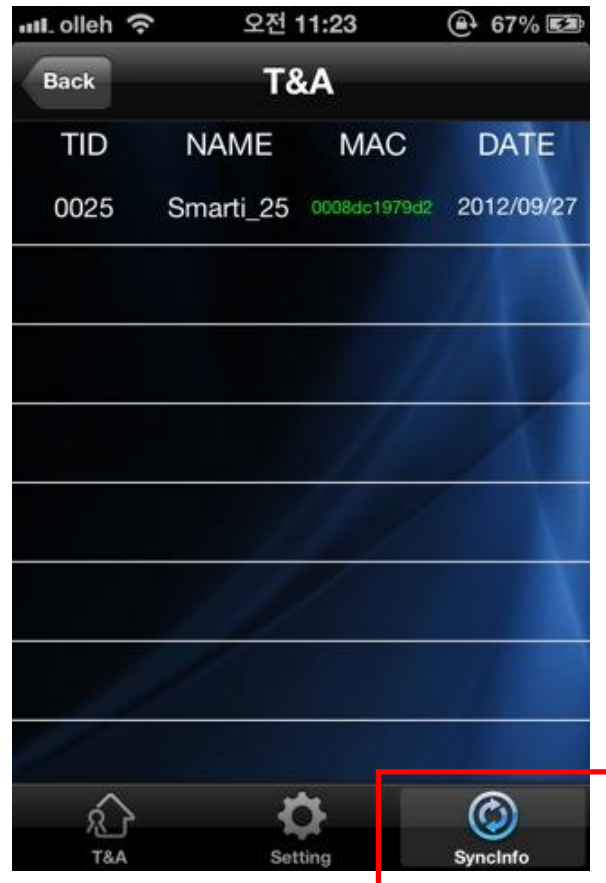 olleh 오전 11:23 67%
Back T&A
TID NAME MAC DATE
0025 Smarti_25 0008dc1979d2 2012/09/27
T&A Setting SyncInfo